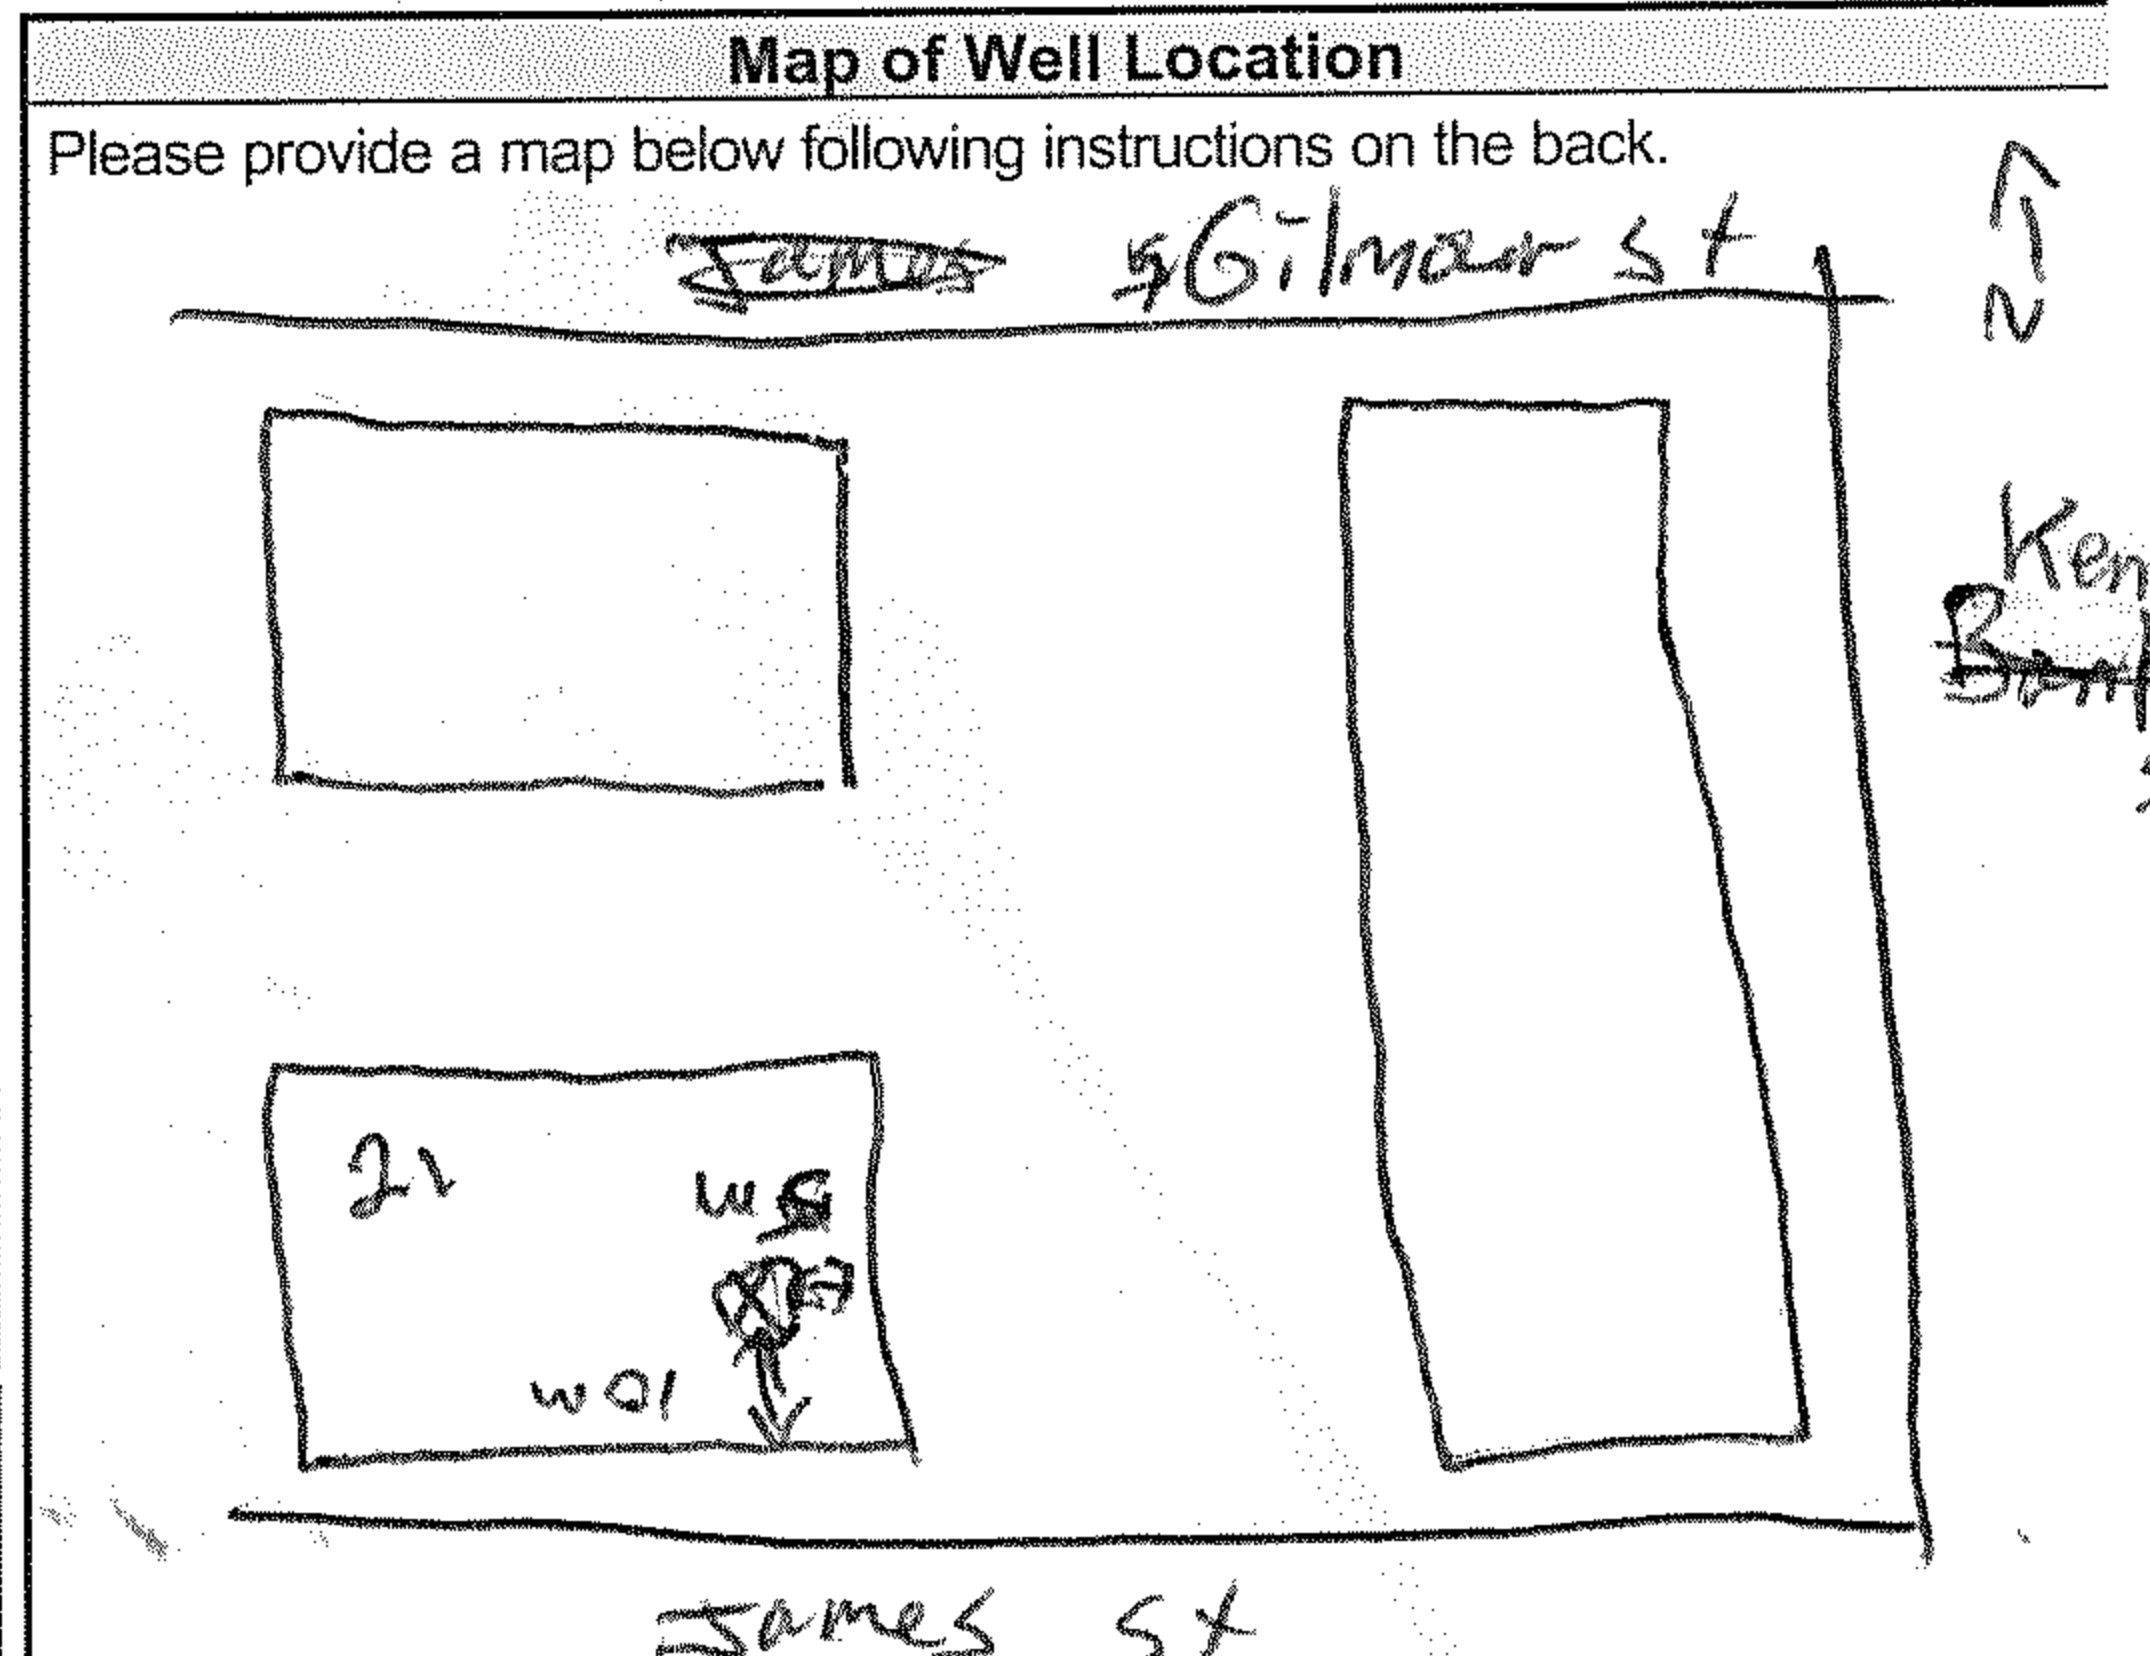 Map of Well Location
Please provide a map below following instructions on the back.
James Gilmour St
N
Ken
21
W
W01
James St